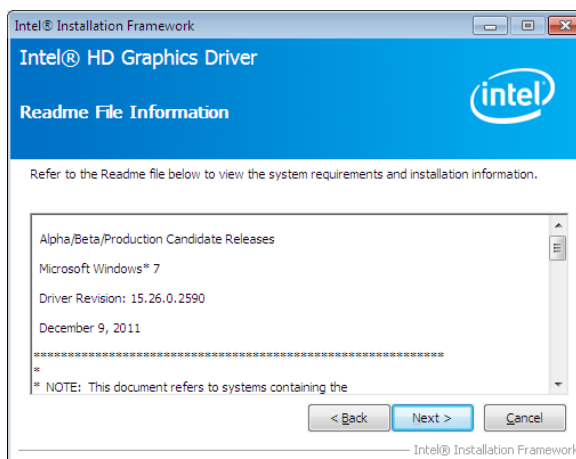 Intel® Installation Framework
Intel® HD Graphics Driver
intel
Readme File Information
Refer to the Readme file below to view the system requirements and installation information.
Alpha/Beta/Production Candidate Releases
Microsoft Windows* 7
Driver Revision: 15.26.0.2590
December 9, 2011
*************************************************************
*
* NOTE: This document refers to systems containing the
< Back
Next >
Cancel
Intel® Installation Framework